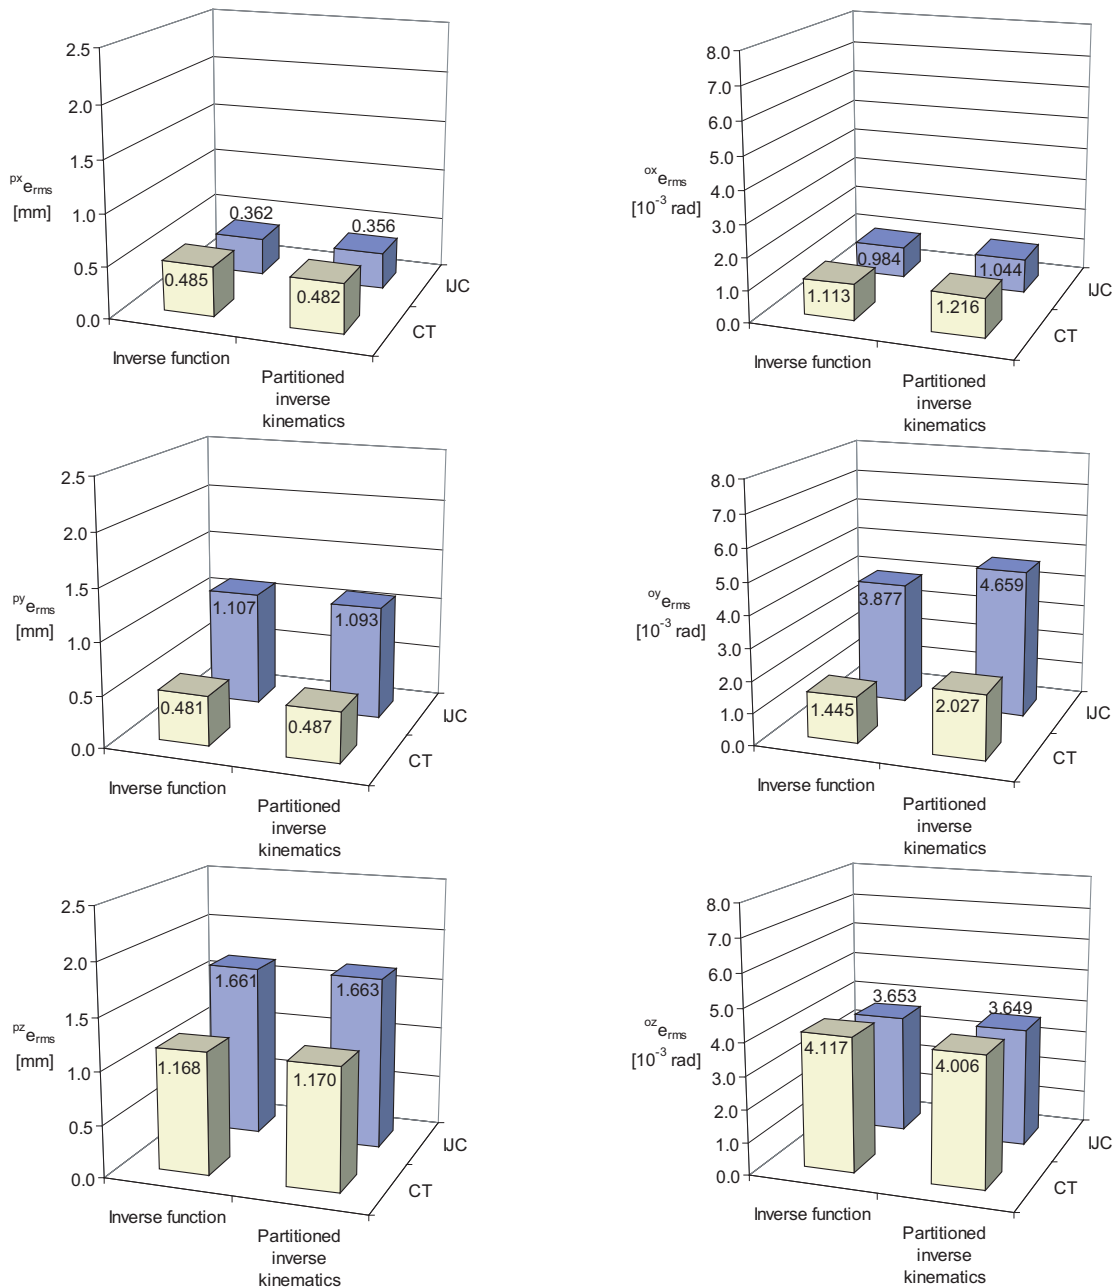 2.5
2.0
1.5
1.0
0.5
0.0
px e rms
[mm]
0.362
0.356
0.485
0.482
IJC
CT
Inverse function
Partitioned
inverse
kinematics
8.0
7.0
6.0
5.0
4.0
3.0
2.0
1.0
0.0
ox e rms
[10⁻³ rad]
0.984
1.044
1.113
1.216
IJC
CT
Inverse function
Partitioned
inverse
kinematics
2.5
2.0
1.5
1.0
0.5
0.0
py e rms
[mm]
1.107
1.093
0.481
0.487
IJC
CT
Inverse function
Partitioned
inverse
kinematics
8.0
7.0
6.0
5.0
4.0
3.0
2.0
1.0
0.0
oy e rms
[10⁻³ rad]
3.877
4.659
1.445
2.027
IJC
CT
Inverse function
Partitioned
inverse
kinematics
2.5
2.0
1.5
1.0
0.5
0.0
pz e rms
[mm]
1.661
1.663
1.168
1.170
IJC
CT
Inverse function
Partitioned
inverse
kinematics
8.0
7.0
6.0
5.0
4.0
3.0
2.0
1.0
0.0
oz e rms
[10⁻³ rad]
3.653
3.649
4.117
4.006
IJC
CT
Inverse function
Partitioned
inverse
kinematics